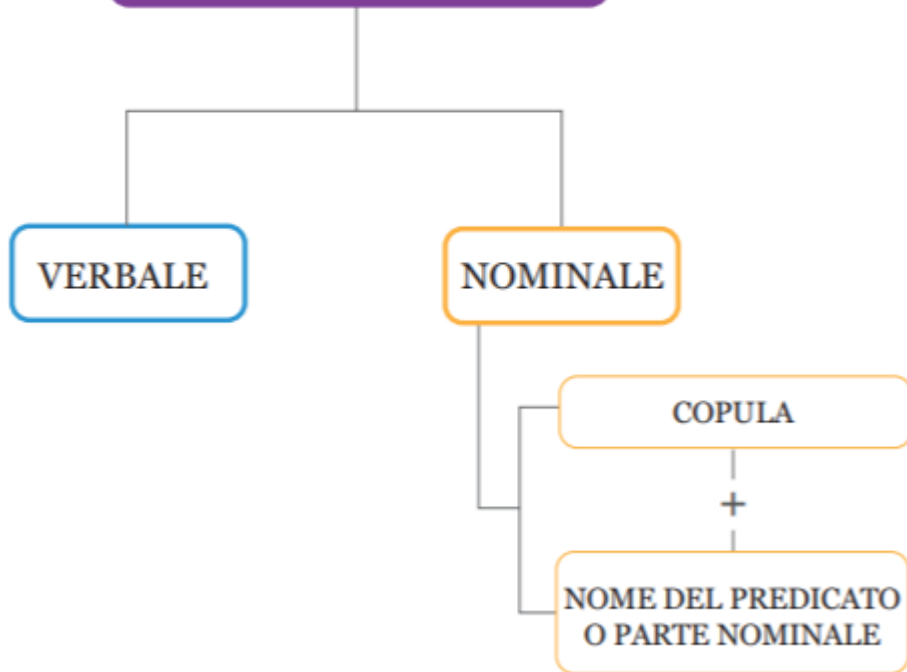 VERBALE
NOMINALE
COPULA
+
NOME DEL PREDICATO
O PARTE NOMINALE